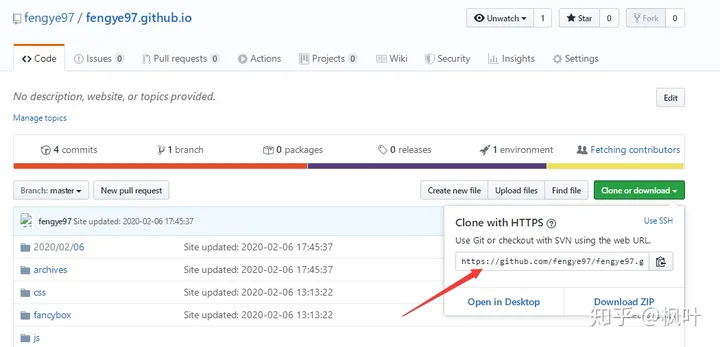 fengye97 / fengye97.github.io
Unwatch 1 Star 0 Fork 0
Code Issues 0 Pull requests 0 Actions Projects 0 Wiki Security Insights Settings
No description, website, or topics provided. Edit
Manage topics
4 commits 1 branch 0 packages 0 releases 1 environment Fetching contributors
Branch: master New pull request Create new file Upload files Find file Clone or download
fengye97 Site updated: 2020-02-06 17:45:37
2020/02/06 Site updated: 2020-02-06 17:45:37
archives Site updated: 2020-02-06 17:45:37
css Site updated: 2020-02-06 13:13:22
fancybox Site updated: 2020-02-06 13:13:22
js
Clone with HTTPS Use SSH
Use Git or checkout with SVN using the web URL.
https://github.com/fengye97/fengye97.g
Open in Desktop Download ZIP
知乎 @枫叶